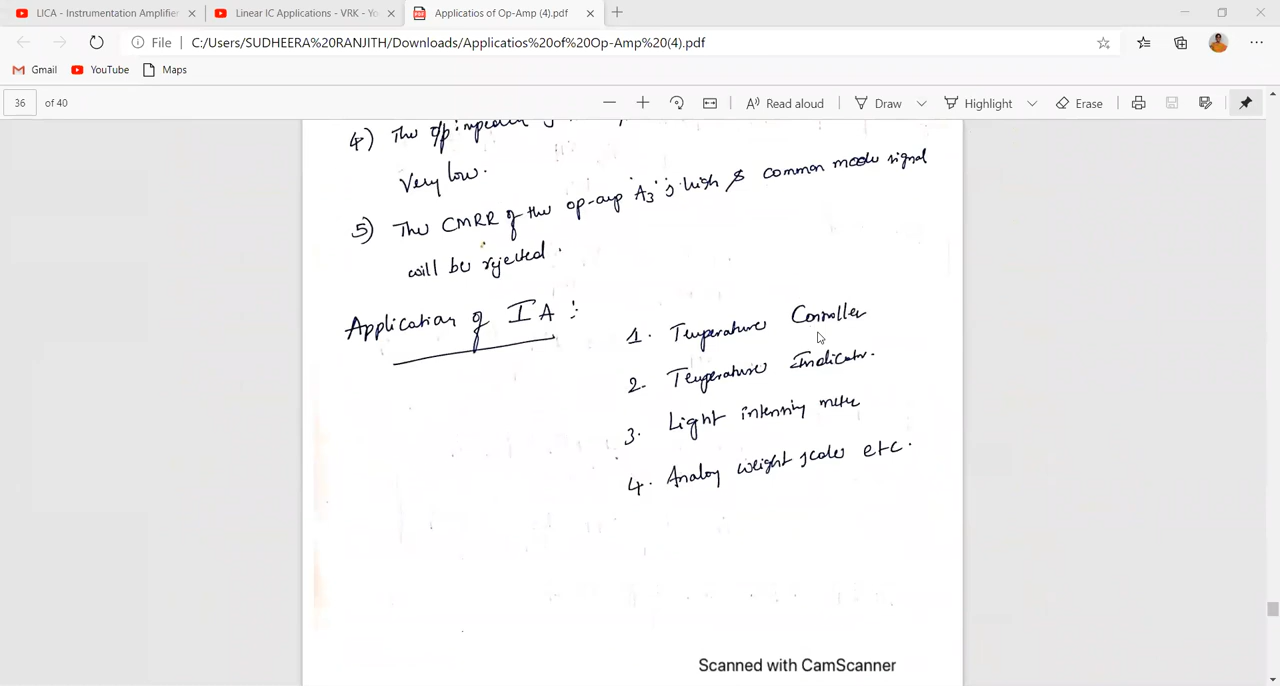 LICA - Instrumentation Amplifier
Linear IC Applications - VRK - Yo
Applicatios of Op-Amp (4).pdf
File C:/Users/SUDHEERA%20RANJITH/Downloads/Applicatios%20of%20Op-Amp%20(4).pdf
Gmail YouTube Maps
36 of 40 Read aloud Draw Highlight Erase
4) The o/p
very low.
5) The CMRR of the op-amp 'A3' is high & common mode signal
will be rejected.
Application of IA :
1. Temperature Controller
2. Temperature Indicator.
3. Light intensity meter
4. Analog weight scales etc.
Scanned with CamScanner